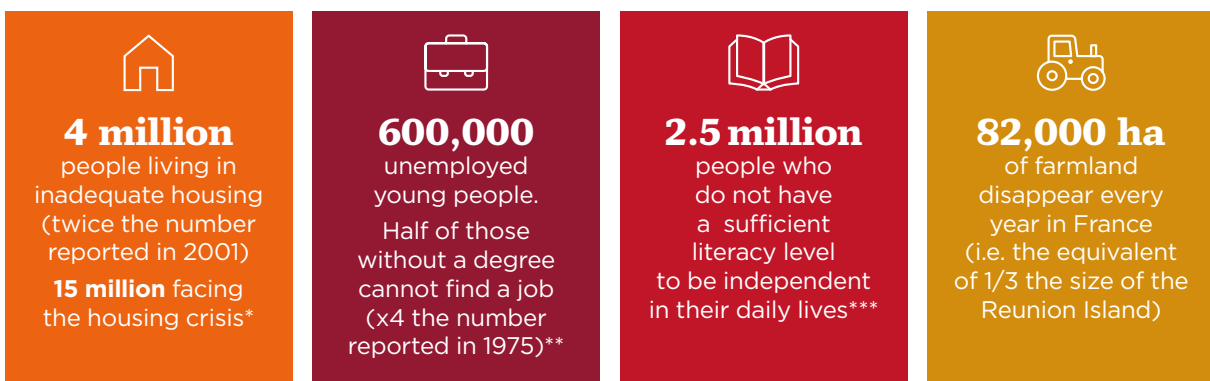 4 million
people living in
inadequate housing
(twice the number
reported in 2001)
15 million facing
the housing crisis*
600,000
unemployed
young people.
Half of those
without a degree
cannot find a job
(x4 the number
reported in 1975)**
2.5 million
people who
do not have
a sufficient
literacy level
to be independent
in their daily lives***
82,000 ha
of farmland
disappear every
year in France
(i.e. the equivalent
of 1/3 the size of the
Reunion Island)